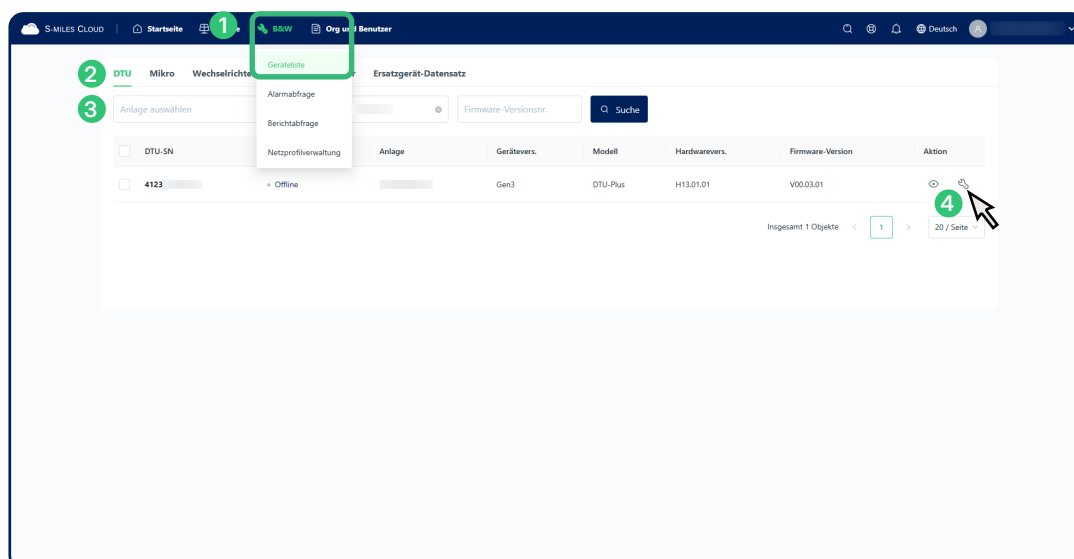 S-MILES CLOUD Startseite 1 B&W Org und Benutzer Deutsch
Geräteliste
2 DTU Mikro Ersatzgerät-Datensatz
Alarmabfrage
3 Anlage auswählen Firmware-Versionsnr. Suche
Berichtabfrage
DTU-SN Netzprofilverwaltung Anlage Gerätevers. Modell Hardwarevers. Firmware-Version Aktion
4123 Offline Gen3 DTU-Plus H13.01.01 V00.03.01
4
Insgesamt 1 Objekte < 1 > 20 / Seite